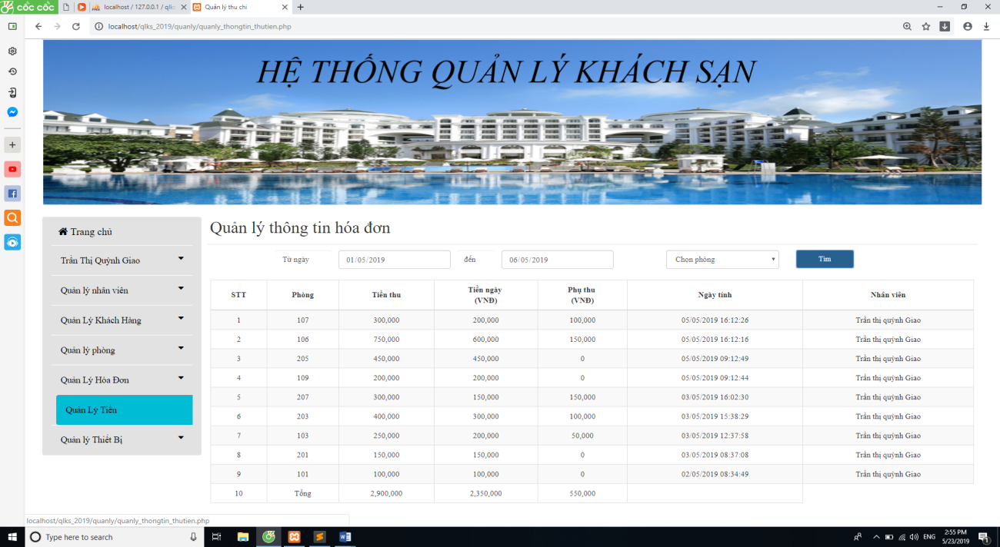 cốc cốc
localhost / 127.0.0.1 / qlks
Quản lý thu chi
localhost/qlks_2019/quanly/quanly_thongtin_thutien.php
HỆ THỐNG QUẢN LÝ KHÁCH SẠN
Trang chủ
Trần Thị Quỳnh Giao
Quản lý nhân viên
Quản Lý Khách Hàng
Quản lý phòng
Quản Lý Hóa Đơn
Quản Lý Tiền
Quản lý Thiết Bị
Quản lý thông tin hóa đơn
Từ ngày 01/05/2019 đến 06/05/2019 Chọn phòng Tìm
STT Phòng Tiền thu Tiền ngày (VNĐ) Phụ thu (VNĐ) Ngày tính Nhân viên
1 107 300,000 200,000 100,000 05/05/2019 16:12:26 Trần thị quỳnh Giao
2 106 750,000 600,000 150,000 05/05/2019 16:12:16 Trần thị quỳnh Giao
3 205 450,000 450,000 0 05/05/2019 09:12:49 Trần thị quỳnh Giao
4 109 200,000 200,000 0 05/05/2019 09:12:44 Trần thị quỳnh Giao
5 207 300,000 150,000 150,000 03/05/2019 16:02:30 Trần thị quỳnh Giao
6 203 400,000 300,000 100,000 03/05/2019 15:38:29 Trần thị quỳnh Giao
7 103 250,000 200,000 50,000 03/05/2019 12:37:58 Trần thị quỳnh Giao
8 201 150,000 150,000 0 03/05/2019 08:37:08 Trần thị quỳnh Giao
9 101 100,000 100,000 0 02/05/2019 08:34:49 Trần thị quỳnh Giao
10 Tổng 2,900,000 2,350,000 550,000
localhost/qlks_2019/quanly/quanly_thongtin_thutien.php
Type here to search
ENG
2:55 PM
5/23/2019
1